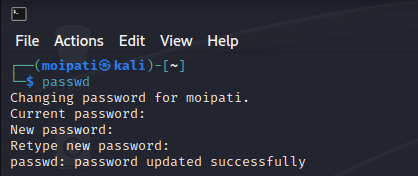 File Actions Edit View Help
┌──(moipati㉿kali)-[~]
└─$ passwd
Changing password for moipati.
Current password:
New password:
Retype new password:
passwd: password updated successfully